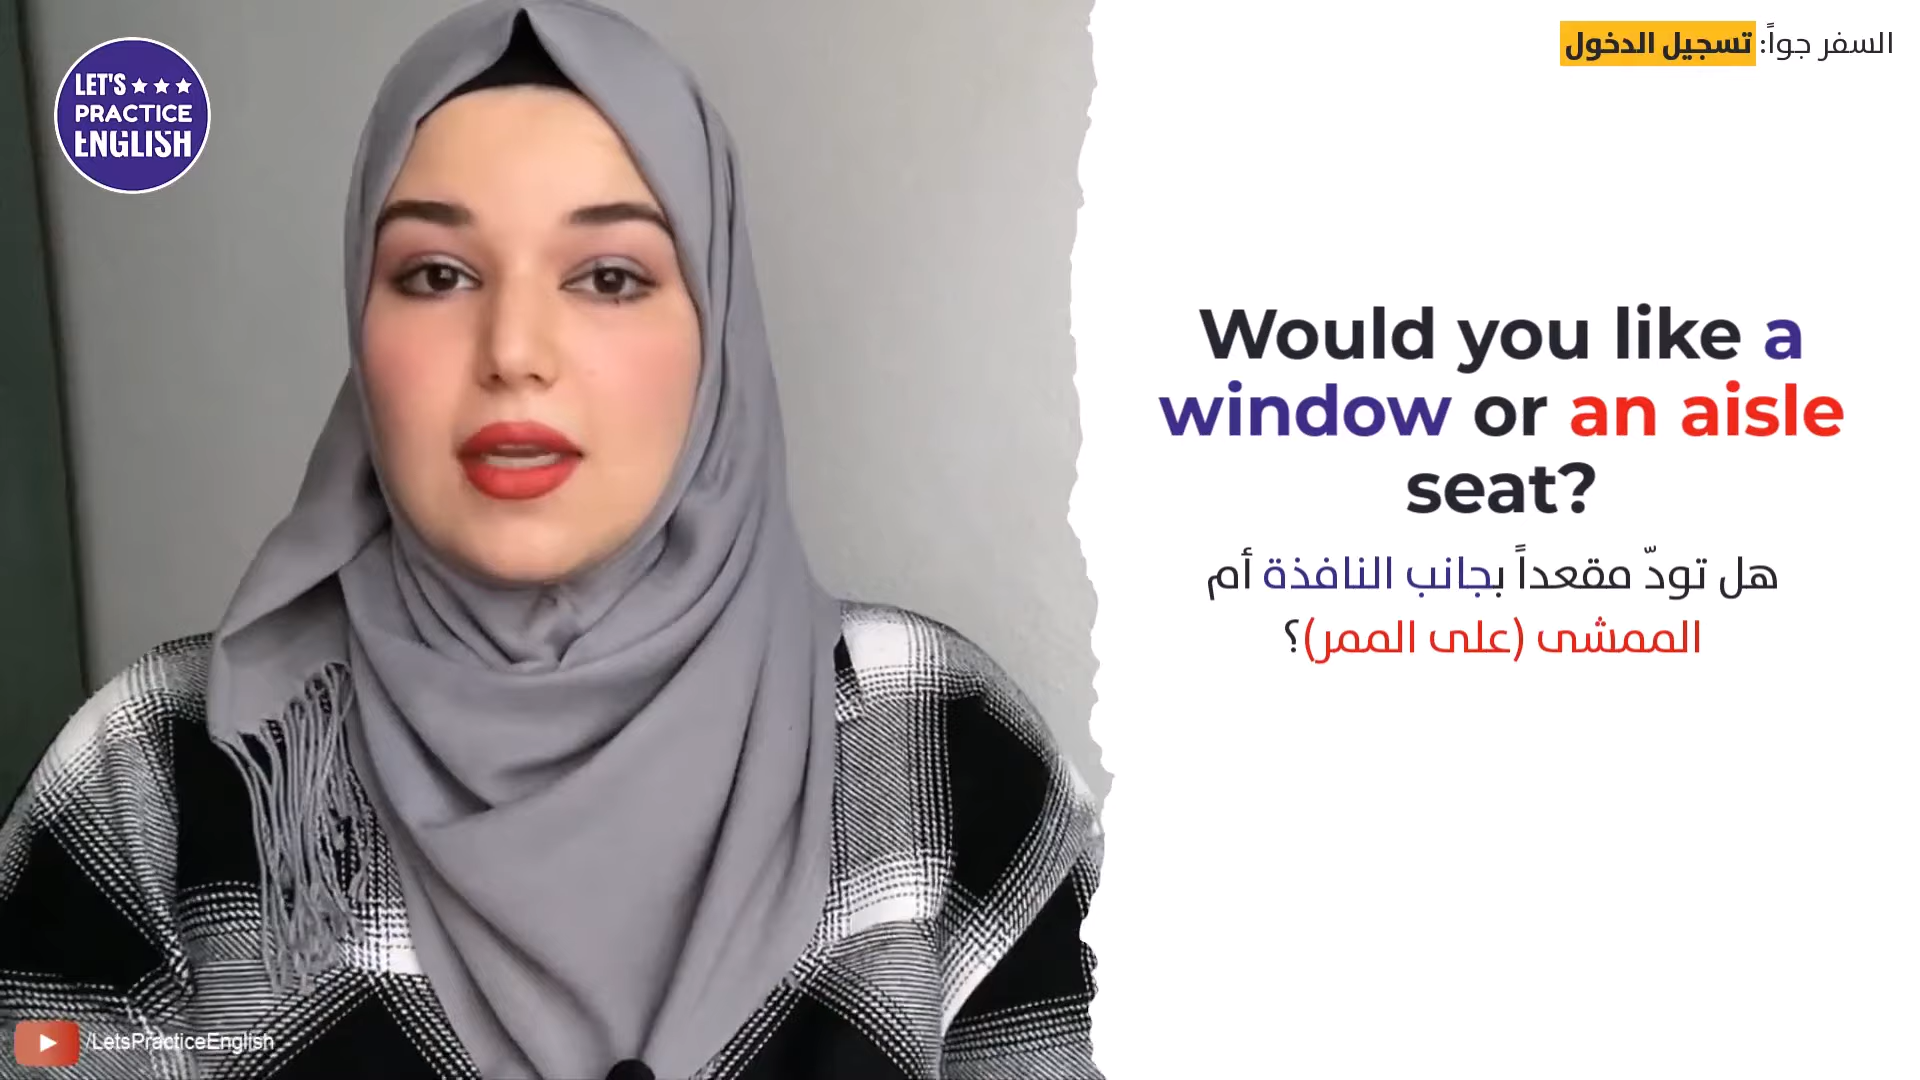 LET'S
PRACTICE
ENGLISH
السفر جواً: تسجيل الدخول
Would you like a
window or an aisle
seat?
هل تودّ مقعداً بجانب النافذة أم
الممشى (على الممر)؟
/LetsPracticeEnglish